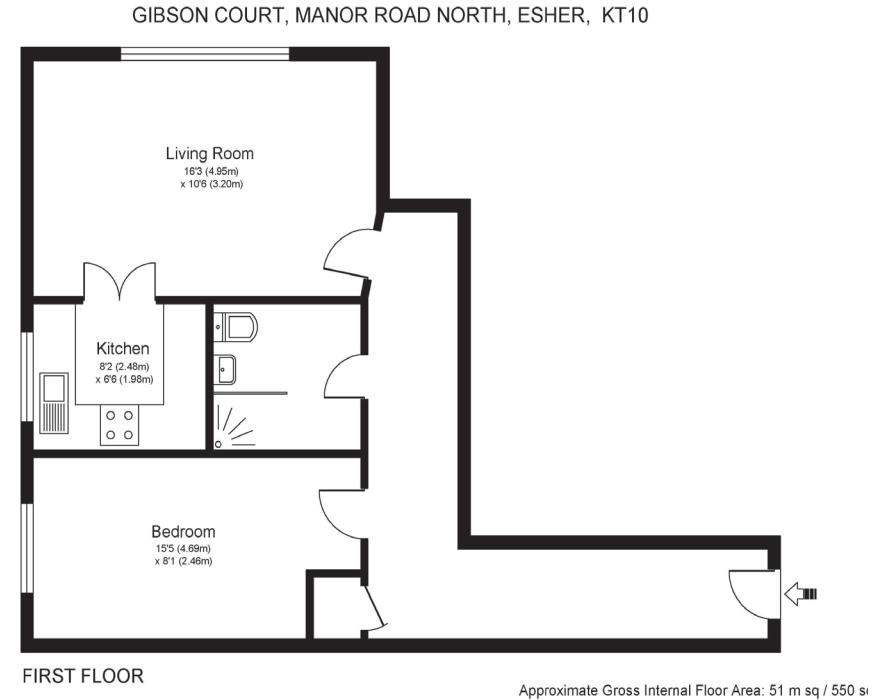 GIBSON COURT, MANOR ROAD NORTH, ESHER, KT10
Living Room
16'3 (4.95m)
x 10'6 (3.20m)
Kitchen
8'2 (2.48m)
x 6'6 (1.98m)
Bedroom
15'5 (4.69m)
x 8'1 (2.46m)
FIRST FLOOR
Approximate Gross Internal Floor Area: 51 m sq / 550